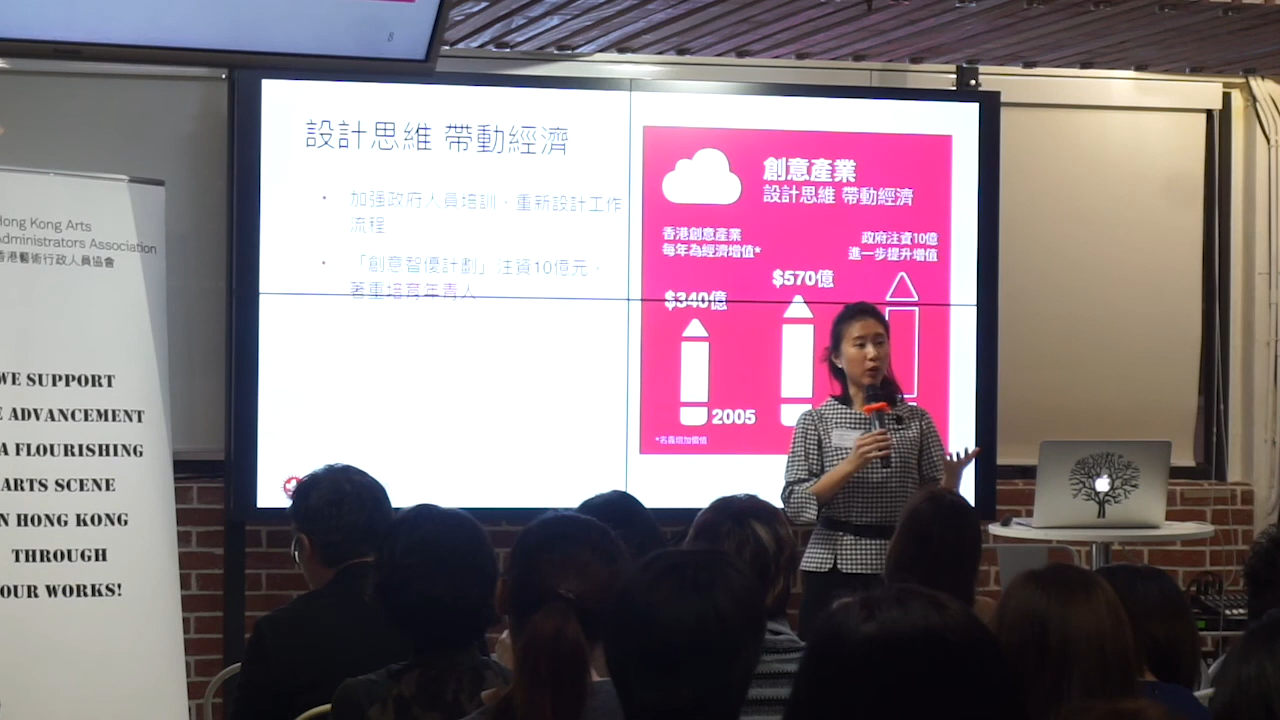 8
設計思維 帶動經濟
• 加強政府人員培訓，重新設計工作
流程
• 「創意智優計劃」注資10億元，
著重培育年青人
創意產業
設計思維 帶動經濟
香港創意產業
每年為經濟增值*
政府注資10億
進一步提升增值
$340億
$570億
2005
*名義增加價值
Hong Kong Arts
Administrators Association
香港藝術行政人員協會
WE SUPPORT
ADVANCEMENT
A FLOURISHING
ARTS SCENE
N HONG KONG
THROUGH
OUR WORKS!